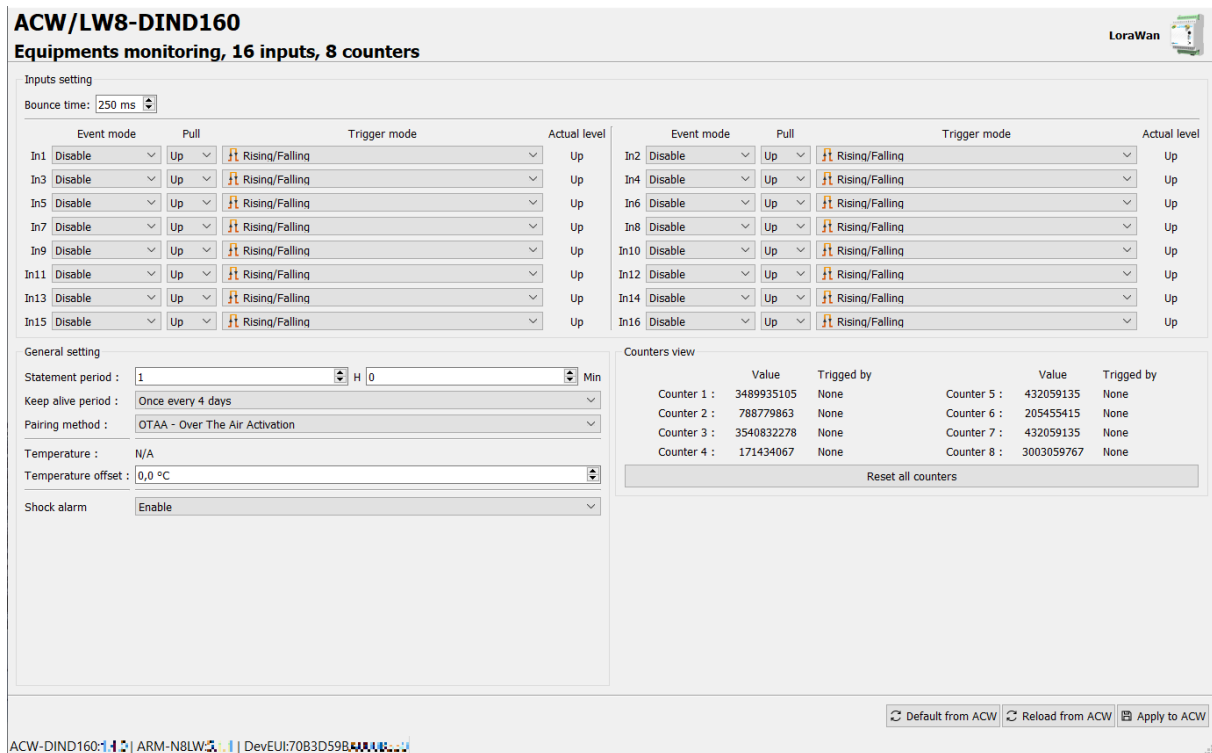 ACW/LW8-DIND160
Equipments monitoring, 16 inputs, 8 counters
LoraWan
Inputs setting
Bounce time: 250 ms
Event mode Pull Trigger mode Actual level Event mode Pull Trigger mode Actual level
In1 Disable Up Rising/Falling Up In2 Disable Up Rising/Falling Up
In3 Disable Up Rising/Falling Up In4 Disable Up Rising/Falling Up
In5 Disable Up Rising/Falling Up In6 Disable Up Rising/Falling Up
In7 Disable Up Rising/Falling Up In8 Disable Up Rising/Falling Up
In9 Disable Up Rising/Falling Up In10 Disable Up Rising/Falling Up
In11 Disable Up Rising/Falling Up In12 Disable Up Rising/Falling Up
In13 Disable Up Rising/Falling Up In14 Disable Up Rising/Falling Up
In15 Disable Up Rising/Falling Up In16 Disable Up Rising/Falling Up
General setting
Statement period : 1 H 0 Min
Keep alive period : Once every 4 days
Pairing method : OTAA - Over The Air Activation
Temperature : N/A
Temperature offset : 0,0 °C
Shock alarm Enable
Counters view
Value Trigged by Value Trigged by
Counter 1 : 3489935105 None Counter 5 : 432059135 None
Counter 2 : 788779863 None Counter 6 : 205455415 None
Counter 3 : 3540832278 None Counter 7 : 432059135 None
Counter 4 : 171434067 None Counter 8 : 3003059767 None
Reset all counters
Default from ACW Reload from ACW Apply to ACW
ACW-DIND160: | ARM-N8LW: | DevEUI:70B3D59B